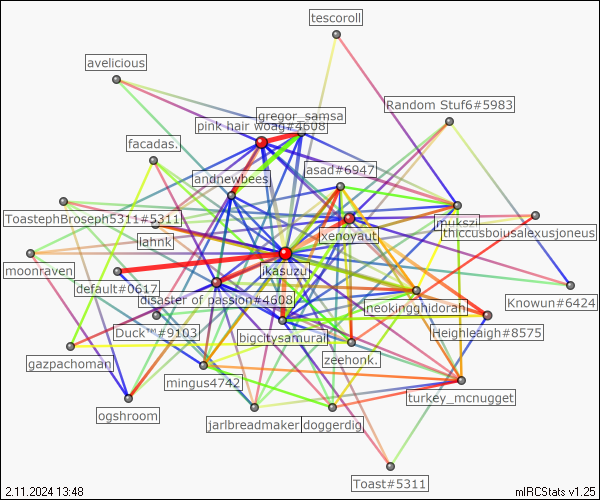 tescoroll
avelicious
Random Stuf6#5983
gregor_samsa
pink hair woag#4608
facadas.
asad#6947
andnewbees
ToastephBroseph5311#5311
mukszi
thiccusboiusalexusjoneus
xenoyaut
lahnk
moonraven
ikasuzu
default#0617
disaster of passion#4608
Knowun#6424
neokingghidorah
Duck™#9103
bigcitysamurai
Heighleaigh#8575
gazpachoman
zeehonk.
mingus4742
turkey_mcnugget
ogshroom
jarlbreadmaker
doggerdig
Toast#5311
2.11.2024 13:48
mIRCStats v1.25